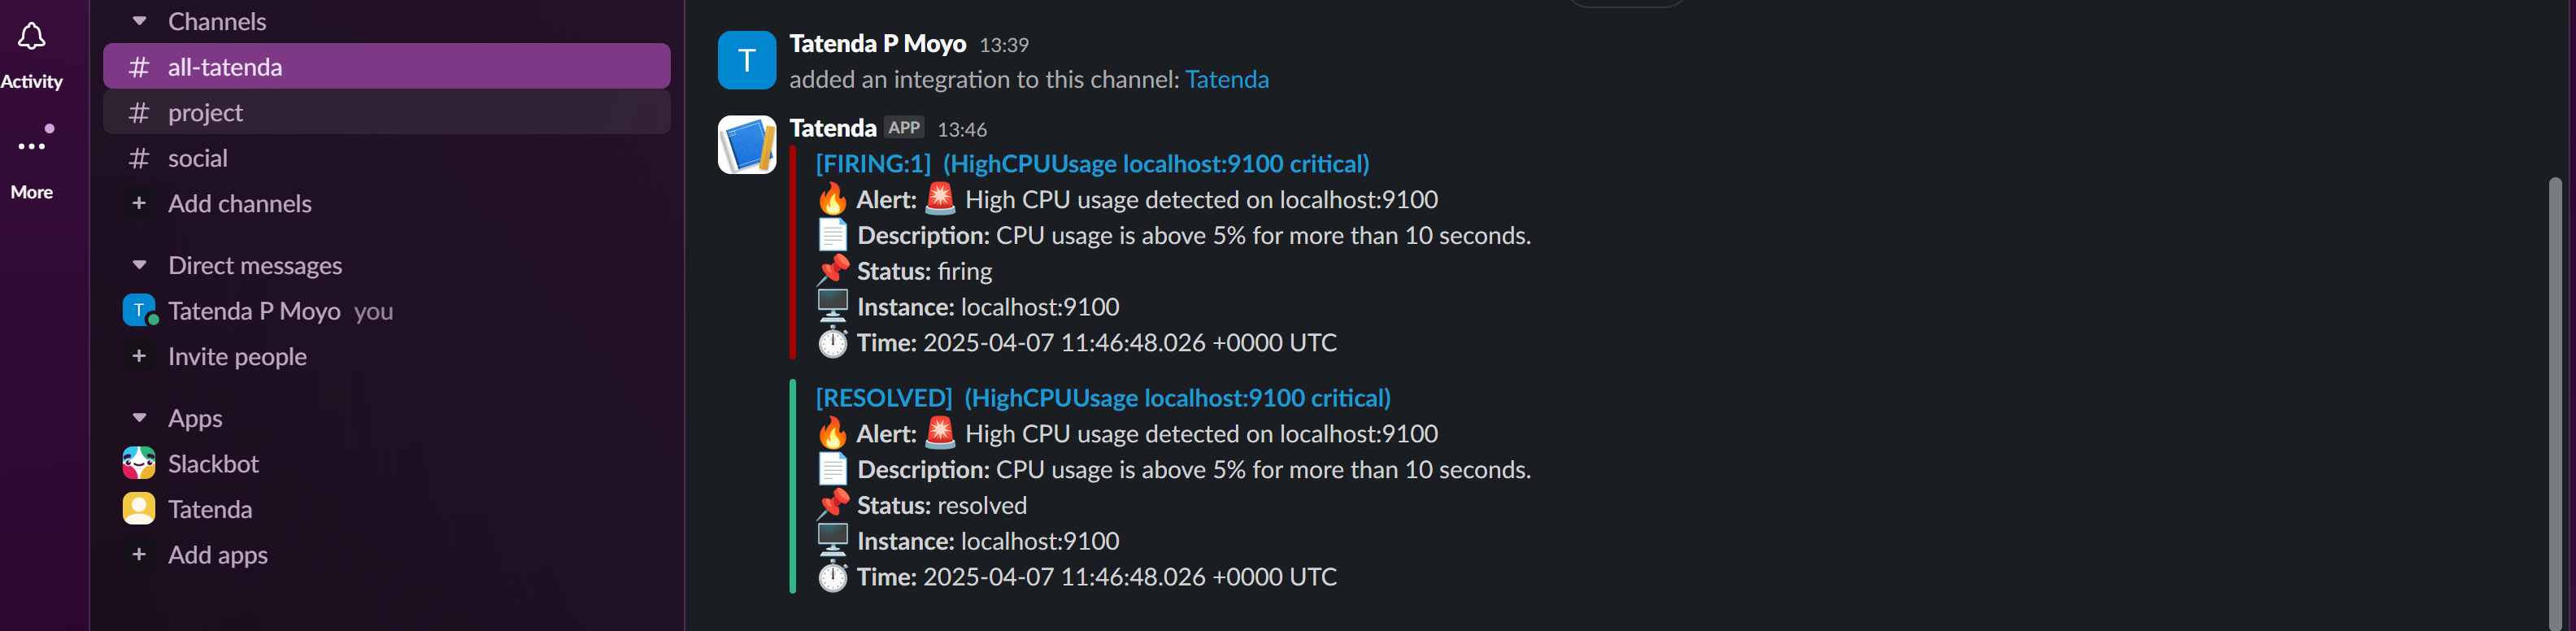 Activity
More
Channels
# all-tatenda
# project
# social
+ Add channels
Direct messages
T Tatenda P Moyo you
+ Invite people
Apps
Slackbot
Tatenda
+ Add apps
T
Tatenda P Moyo 13:39
added an integration to this channel: Tatenda
Tatenda APP 13:46
[FIRING:1] (HighCPUUsage localhost:9100 critical)
🔥 Alert: 🚨 High CPU usage detected on localhost:9100
📄 Description: CPU usage is above 5% for more than 10 seconds.
📌 Status: firing
🖥️ Instance: localhost:9100
⏱️ Time: 2025-04-07 11:46:48.026 +0000 UTC
[RESOLVED] (HighCPUUsage localhost:9100 critical)
🔥 Alert: 🚨 High CPU usage detected on localhost:9100
📄 Description: CPU usage is above 5% for more than 10 seconds.
📌 Status: resolved
🖥️ Instance: localhost:9100
⏱️ Time: 2025-04-07 11:46:48.026 +0000 UTC